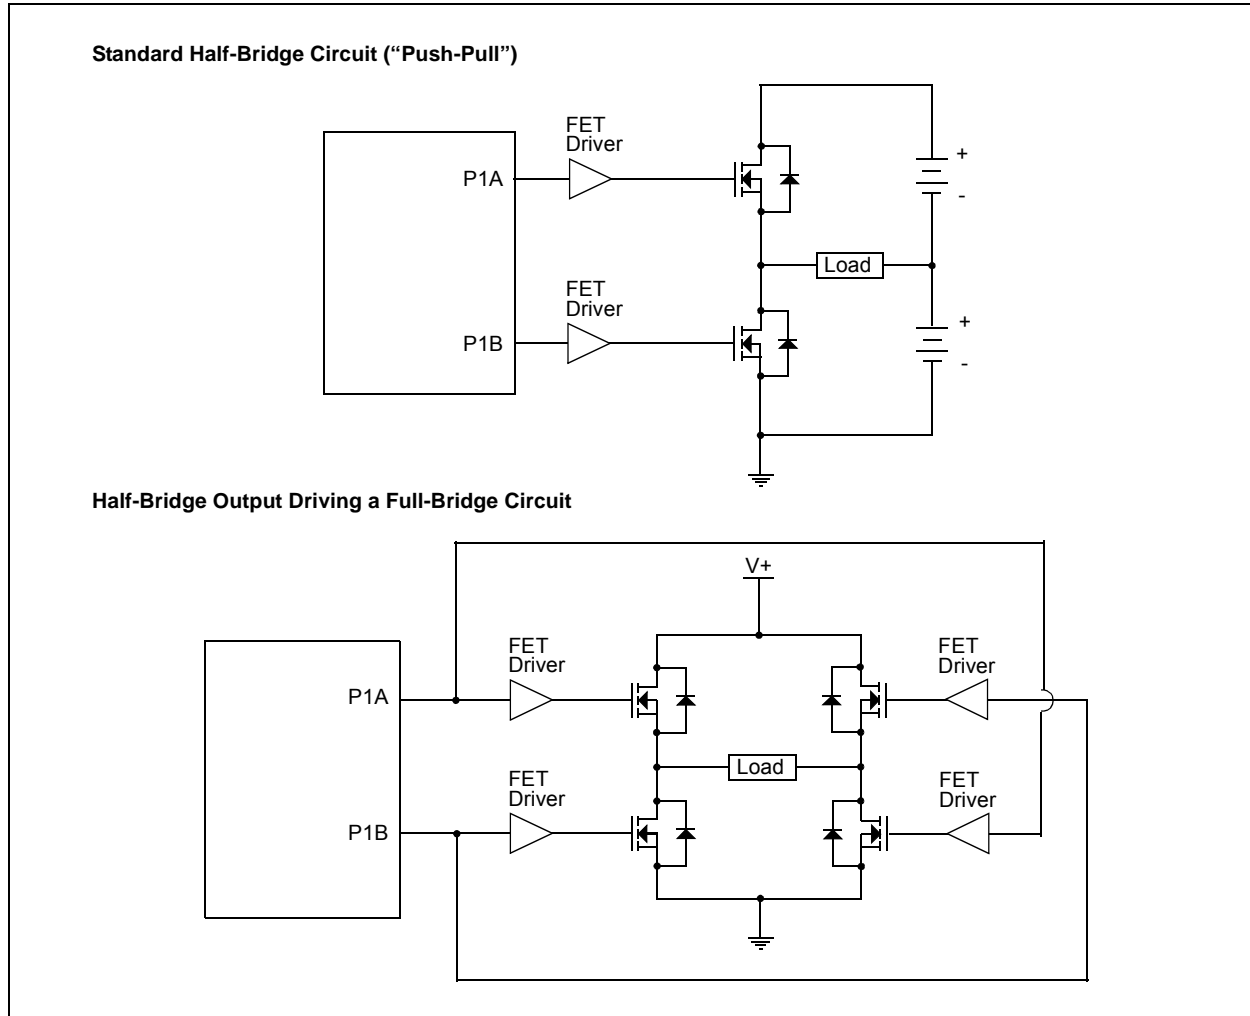 Standard Half-Bridge Circuit (“Push-Pull”)
FET
Driver
P1A
+
-
Load
FET
Driver
P1B
+
-
Half-Bridge Output Driving a Full-Bridge Circuit
V+
FET
Driver
FET
Driver
P1A
Load
FET
Driver
FET
Driver
P1B